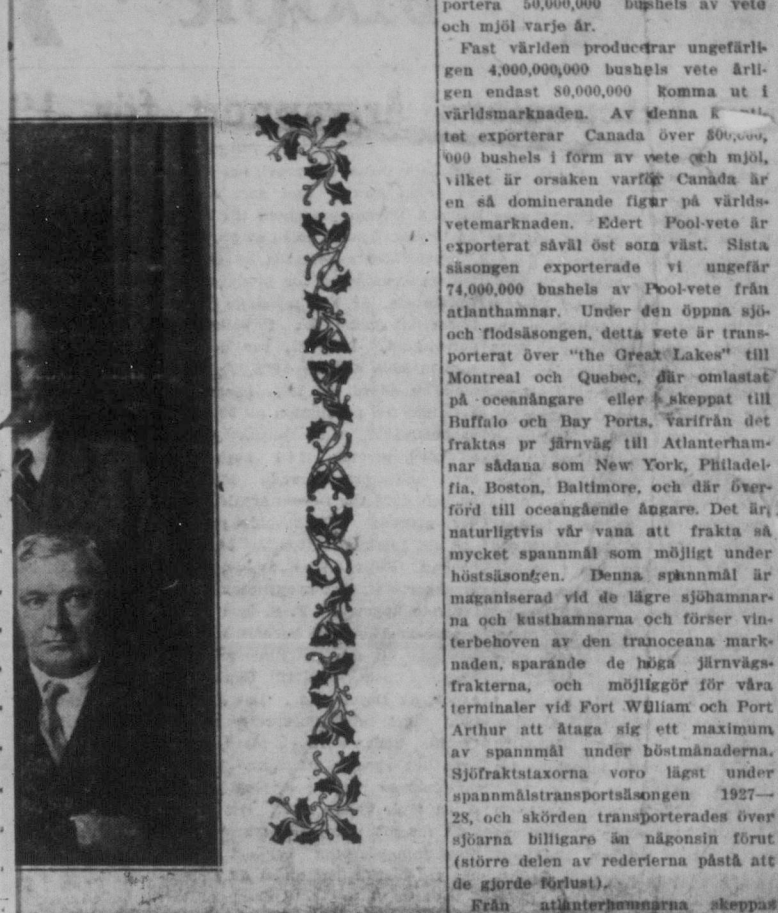 portera 50,000,000 bushels av vete
och mjöl varje år.
Fast världen producerar ungefärli-
gen 4,000,000,000 bushels vete årli-
gen endast 80,000,000 komma ut i
världsmarknaden. Av denna
tet exporterar Canada över
000 bushels i form av vete och mjöl,
vilket är orsaken varför Canada är
en så dominerande figur på världs-
vetemarknaden. Edert Pool-vete är
exporterat såväl öst som väst. Sista
säsongen exporterade vi ungefär
74,000,000 bushels av Pool-vete från
atlanthamnar. Under den öppna sjö-
och flodsäsongen, detta vete är trans-
porterat över "the Great Lakes" till
Montreal och Quebec, där omlastat
på oceanångare eller skeppat till
Buffalo och Bay Ports, varifrån det
fraktas pr järnväg till Atlanterham-
nar sådana som New York, Philadel-
fia, Boston, Baltimore, och där över-
förd till oceangående ångare. Det är
naturligtvis vår vana att frakta så
mycket spannmål som möjligt under
höstsäsongen. Denna spannmål är
maganiserad vid de lägre sjöhamnar-
na och kusthamnarna och förser vin-
terbehoven av den tranoceana mark-
naden, sparande de höga järnvägs-
frakterna, och möjliggör för våra
terminaler vid Fort William och Port
Arthur att åtaga sig ett maximum
av spannmål under höstmånaderna.
Sjöfraktstaxorna voro lägst under
spannmålstransportsäsongen 1927—
28, och skörden transporterades över
sjöarna billigare än någonsin förut
(större delen av rederierna påstå att
de gjorde förlust).
Från atlanterhamnarna skeppas